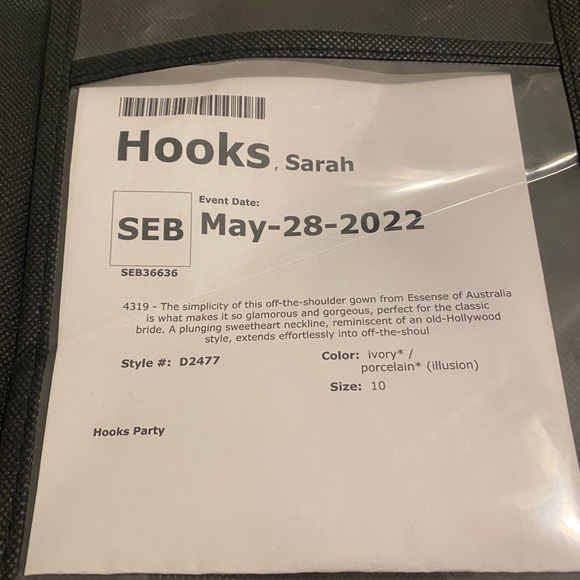 Hooks, Sarah
Event Date:
SEB May-28-2022
SEB36636
4319 - The simplicity of this off-the-shoulder gown from Essense of Australia
is what makes it so glamorous and gorgeous, perfect for the classic
bride. A plunging sweetheart neckline, reminiscent of an old-Hollywood
style, extends effortlessly into off-the-shoul
Style #: D2477
Color: ivory* /
porcelain* (illusion)
Size: 10
Hooks Party